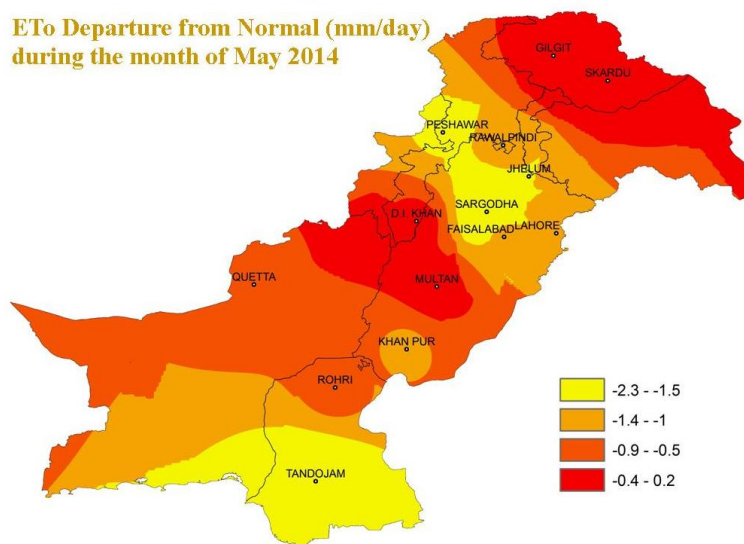 ETo Departure from Normal (mm/day)
during the month of May 2014
GILGIT
SKARDU
PESHAWAR
RAWALPINDI
JHELUM
SARGODHA
D.I. KHAN
FAISALABAD
LAHORE
QUETTA
MULTAN
KHAN PUR
ROHRI
TANDOJAM
-2.3 - -1.5
-1.4 - -1
-0.9 - -0.5
-0.4 - 0.2